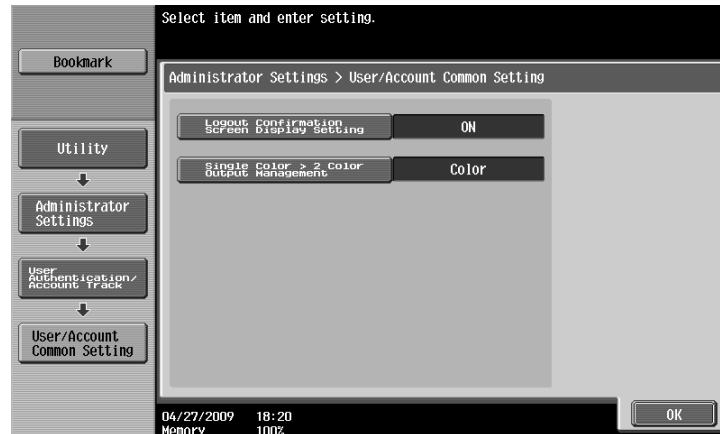 Select item and enter setting.
Bookmark
Administrator Settings > User/Account Common Setting
Logout Confirmation
Screen Display Setting
ON
Single Color > 2 Color
Output Management
Color
Utility
Administrator
Settings
User
Authentication/
Account Track
User/Account
Common Setting
04/27/2009 18:20
Memory 100%
OK